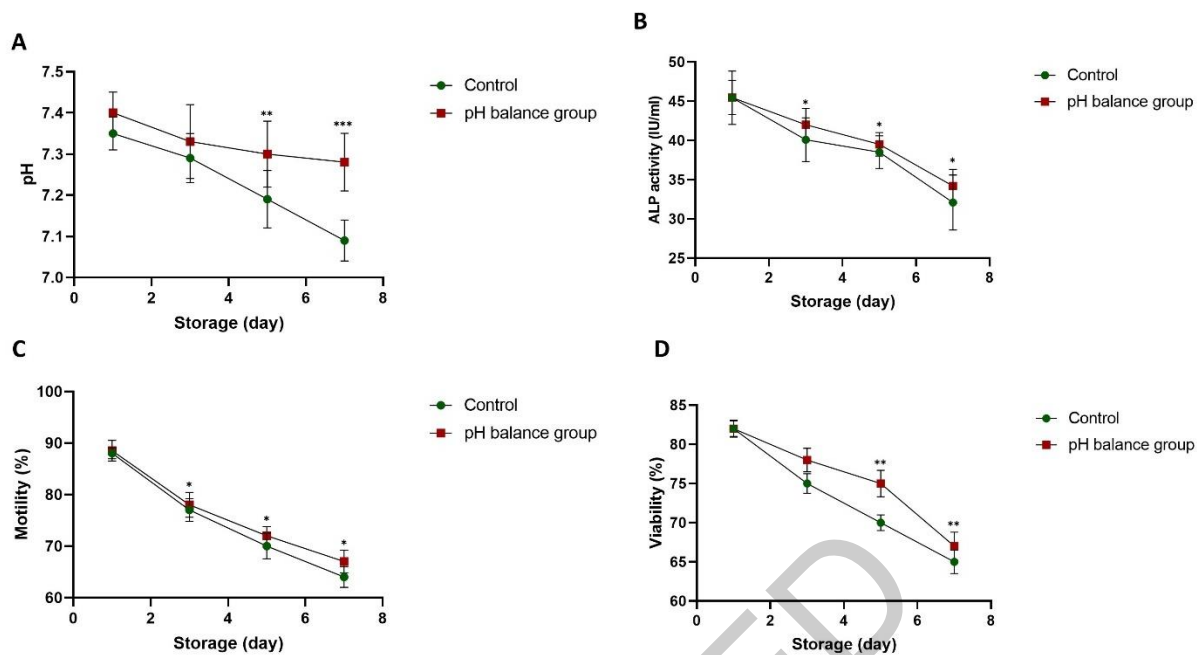 A
7.5
7.4
7.3
7.2
7.1
7.0
pH
** ***
0 2 4 6 8
Storage (day)
Control
pH balance group
B
50
45
40
35
30
25
ALP activity (IU/ml)
* * *
0 2 4 6 8
Storage (day)
Control
pH balance group
C
100
90
80
70
60
Motility (%)
* * *
0 2 4 6 8
Storage (day)
Control
pH balance group
D
85
80
75
70
65
60
Viability (%)
** **
0 2 4 6 8
Storage (day)
Control
pH balance group